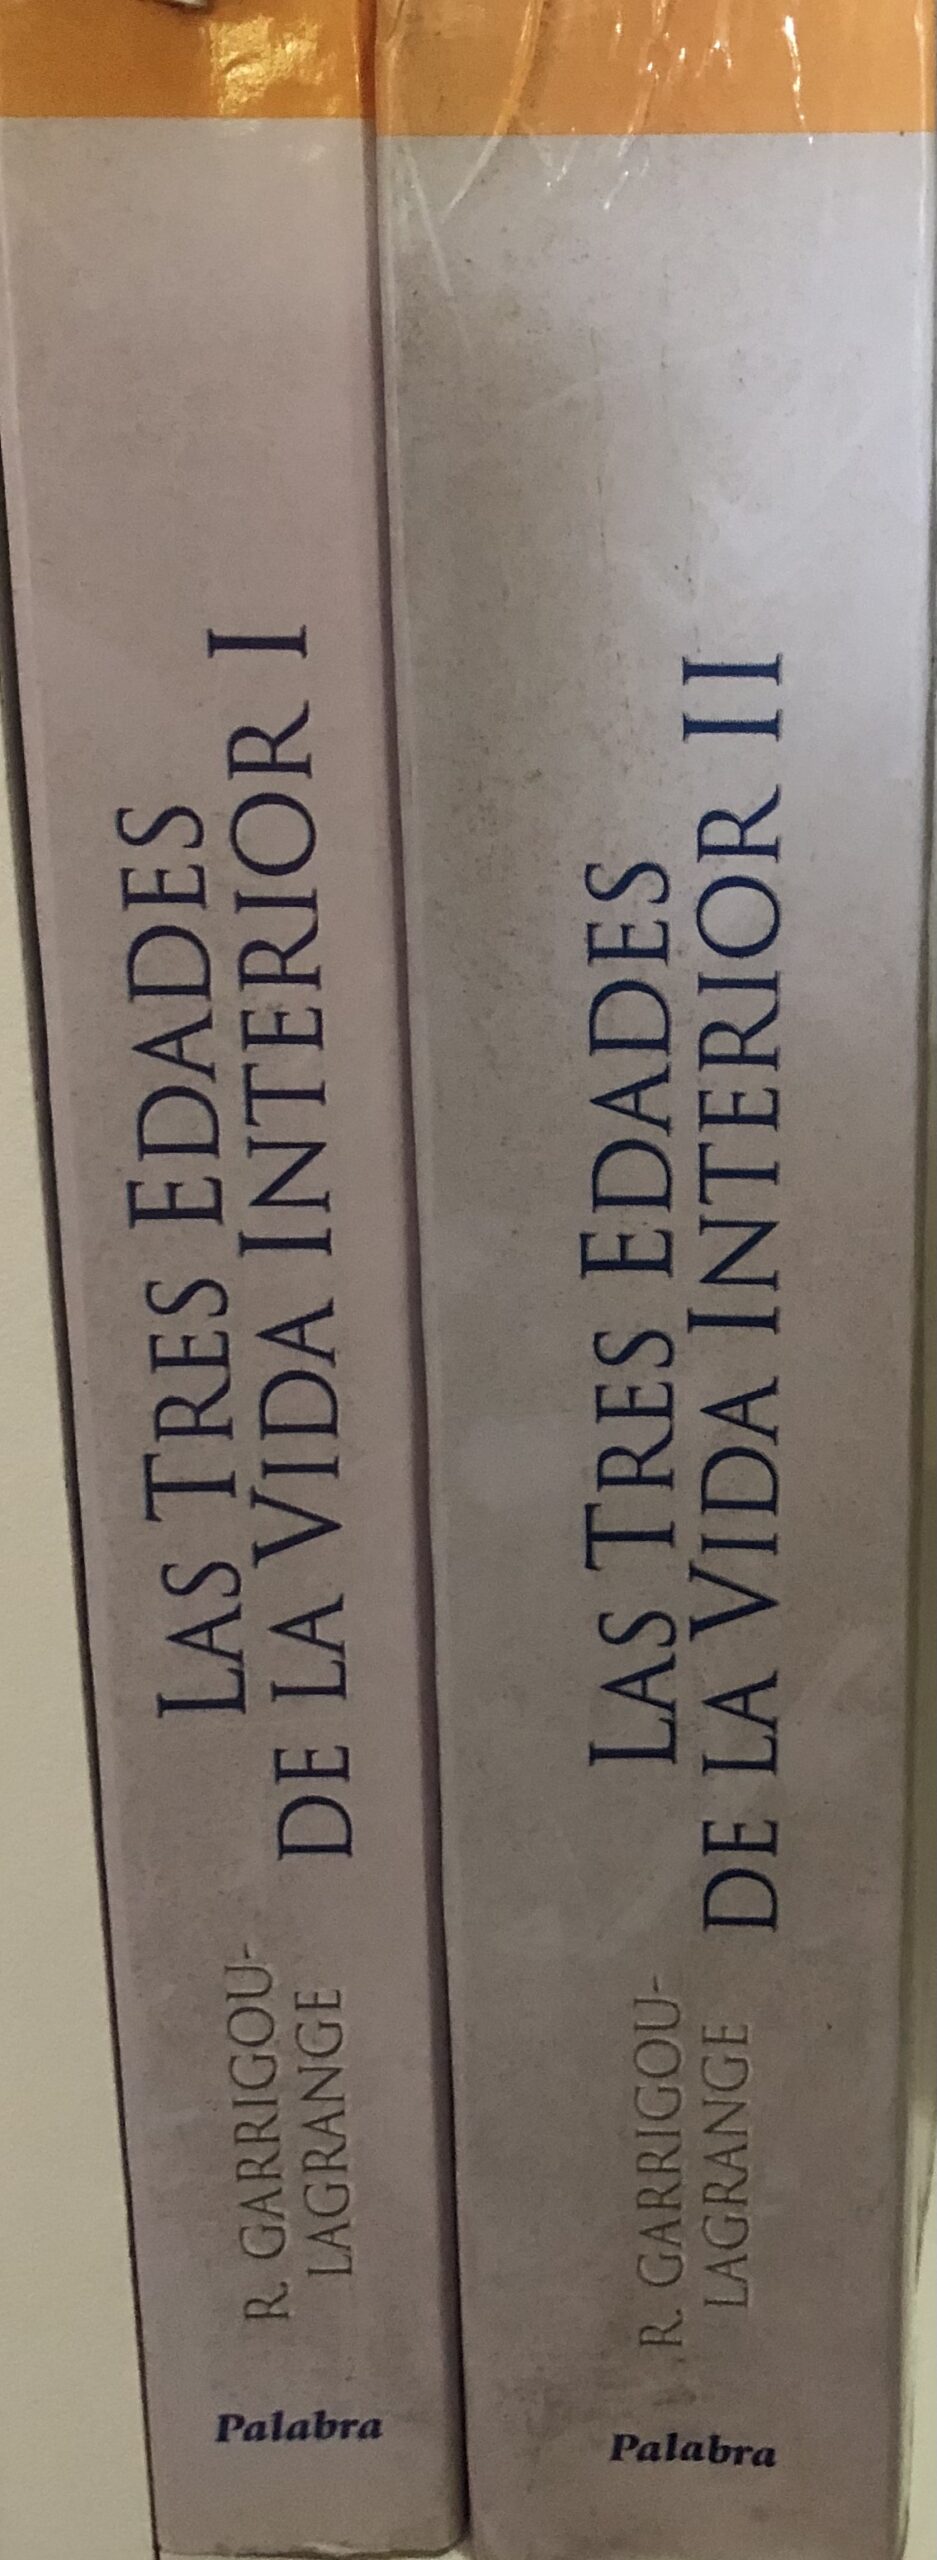 LAS TRES EDADES
DE LA VIDA INTERIOR I
R. GARRIGOU-
LAGRANGE
Palabra
LAS TRES EDADES
DE LA VIDA INTERIOR II
R. GARRIGOU-
LAGRANGE
Palabra